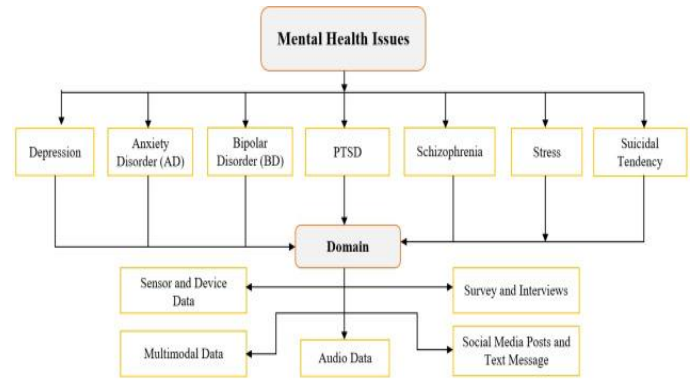 Mental Health Issues
Depression
Anxiety
Disorder (AD)
Bipolar
Disorder (BD)
PTSD
Schizophrenia
Stress
Suicidal
Tendency
Domain
Sensor and Device
Data
Survey and Interviews
Multimodal Data
Audio Data
Social Media Posts and
Text Message